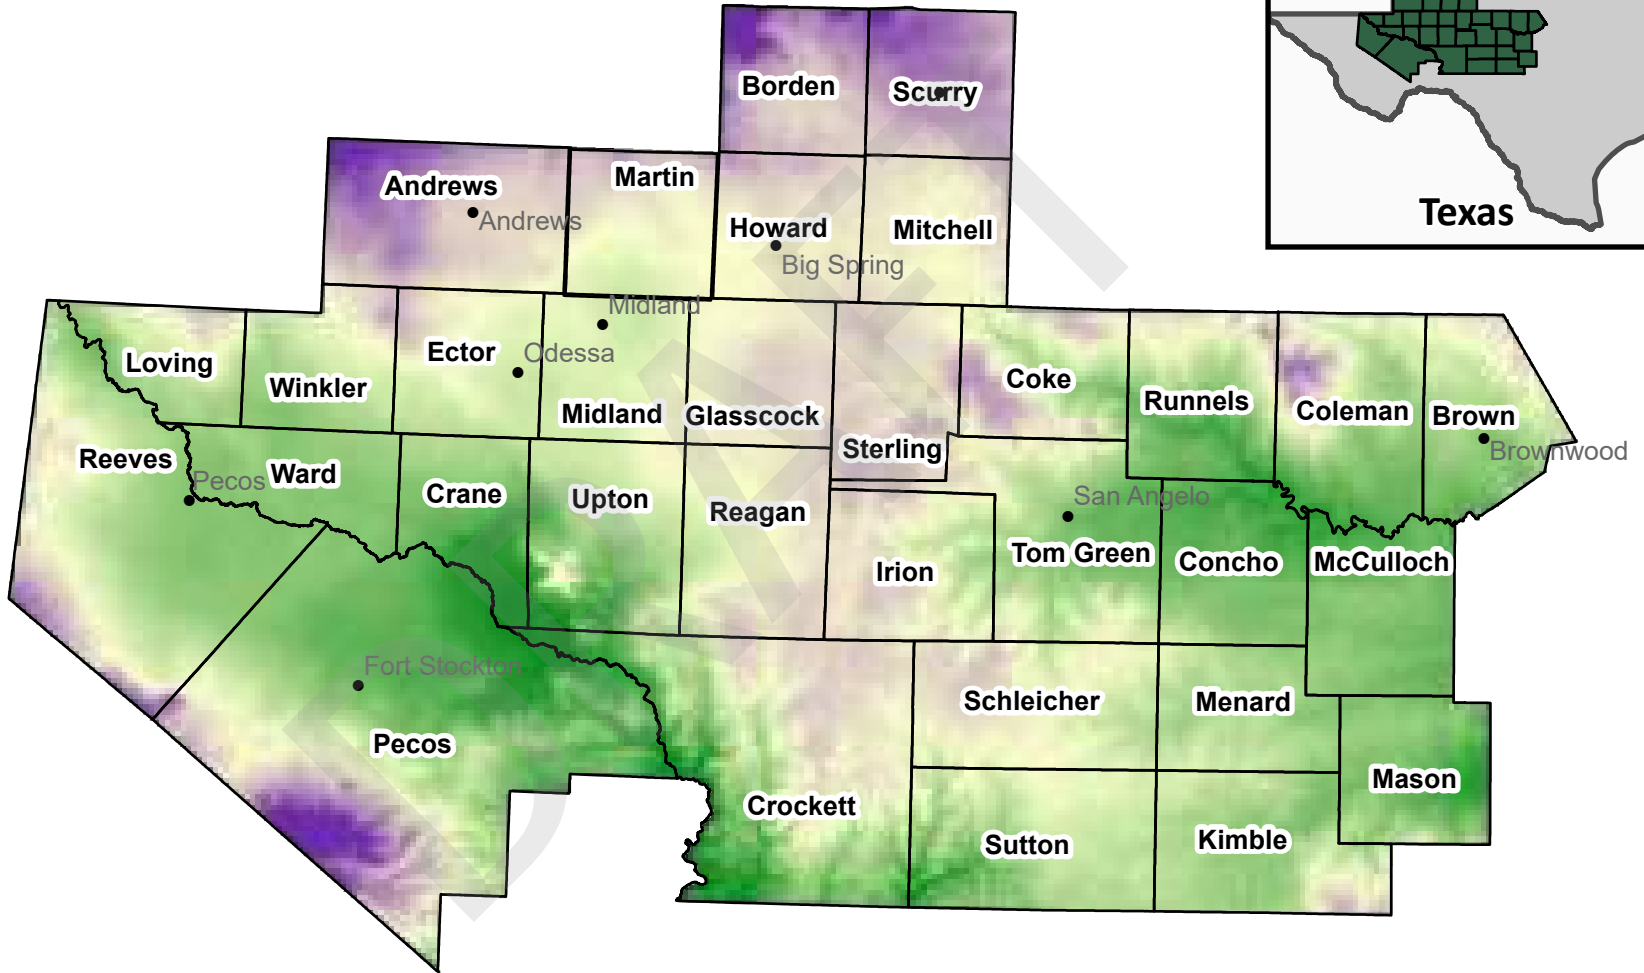 Borden
Scurry
Texas
Andrews
Andrews
Martin
Howard
Big Spring
Mitchell
Midland
Loving
Winkler
Ector
Odessa
Midland
Glasscock
Sterling
Coke
Runnels
Coleman
Brown
Brownwood
Reeves
Pecos
Ward
Crane
Upton
Reagan
Irion
San Angelo
Tom Green
Concho
McCulloch
Fort Stockton
Pecos
Crockett
Schleicher
Menard
Mason
Sutton
Kimble
DRAFT